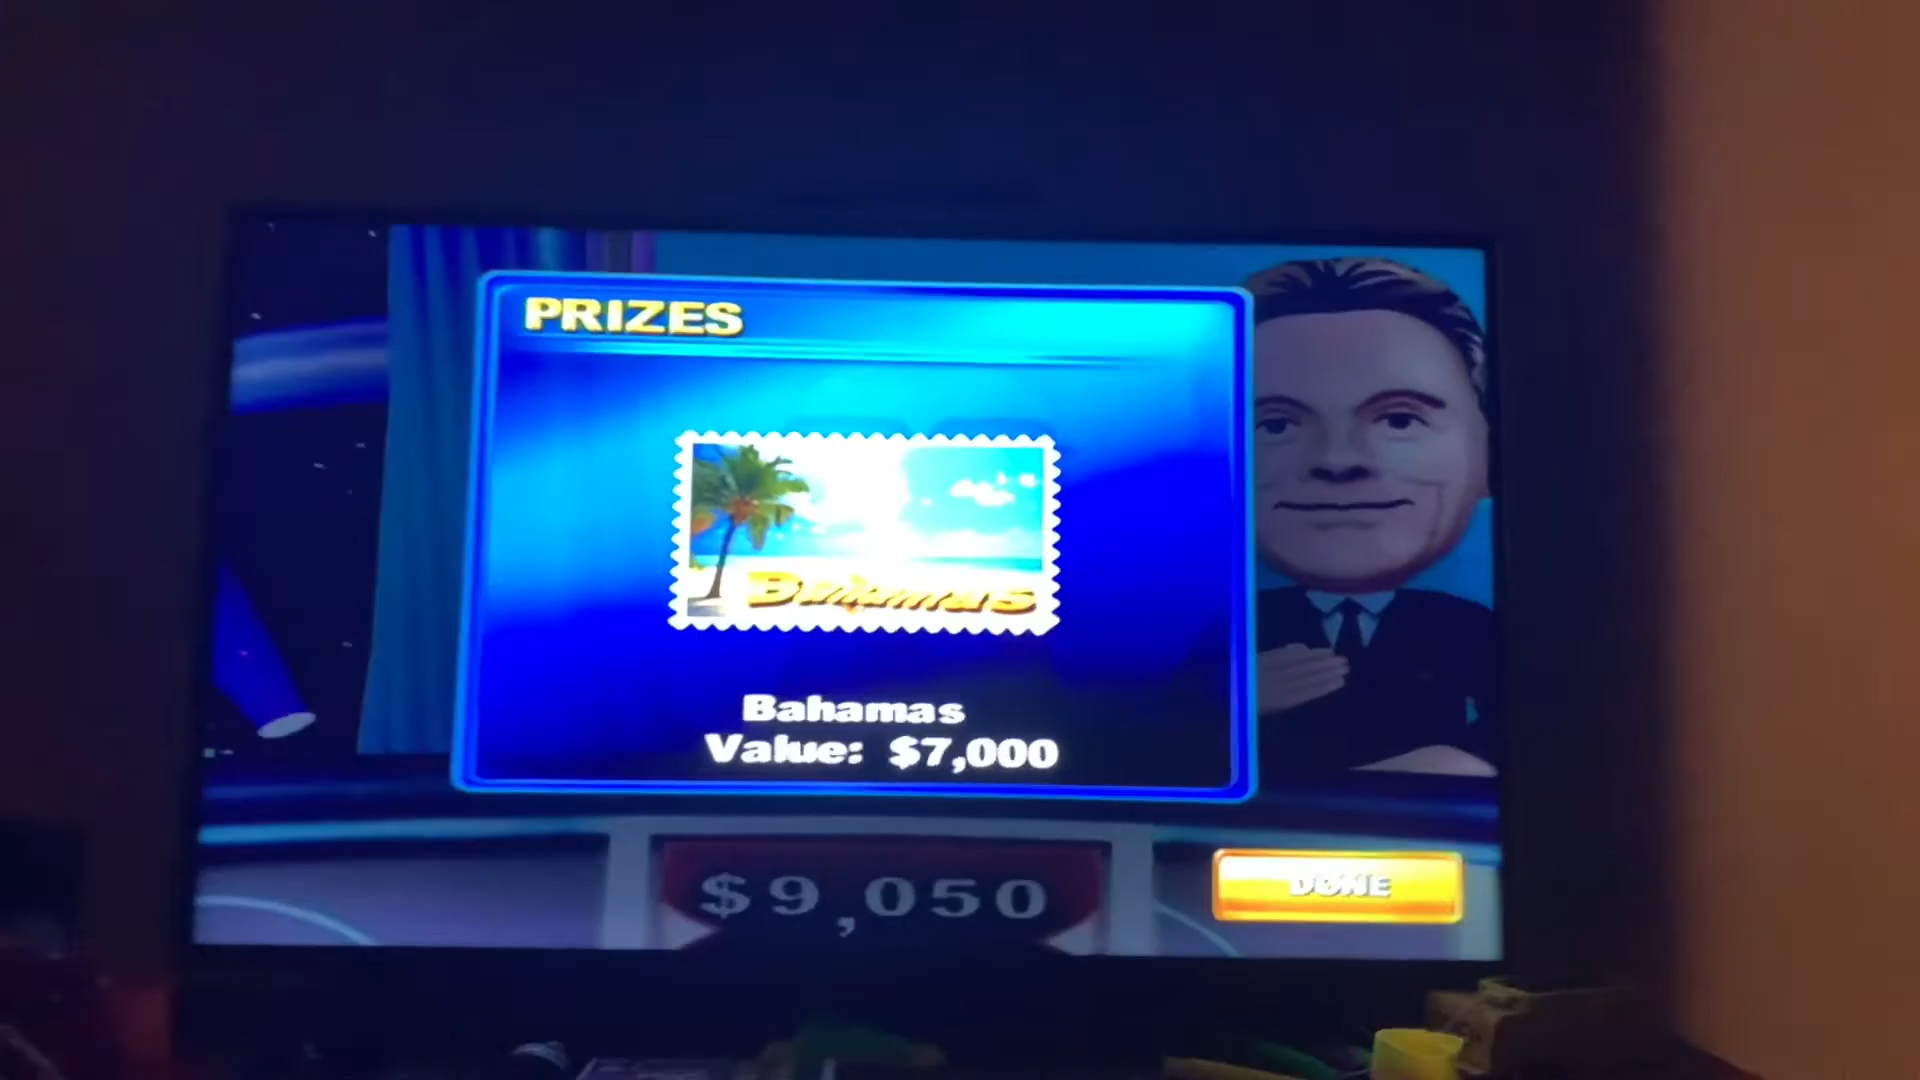 PRIZES
Bahamas
Bahamas
Value: $7,000
$9,050
DONE